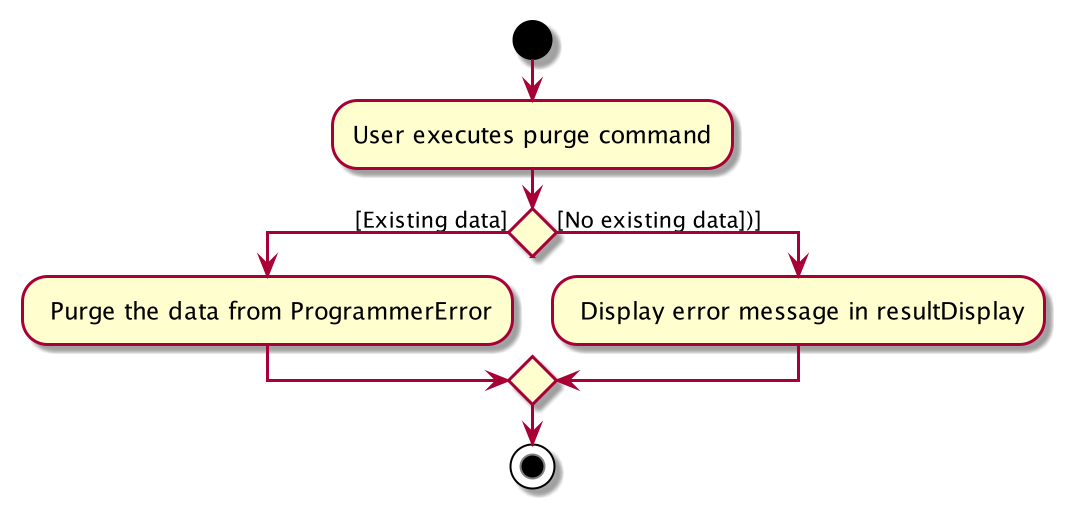 User executes purge command
[Existing data]
[No existing data])]
Purge the data from ProgrammerError
Display error message in resultDisplay